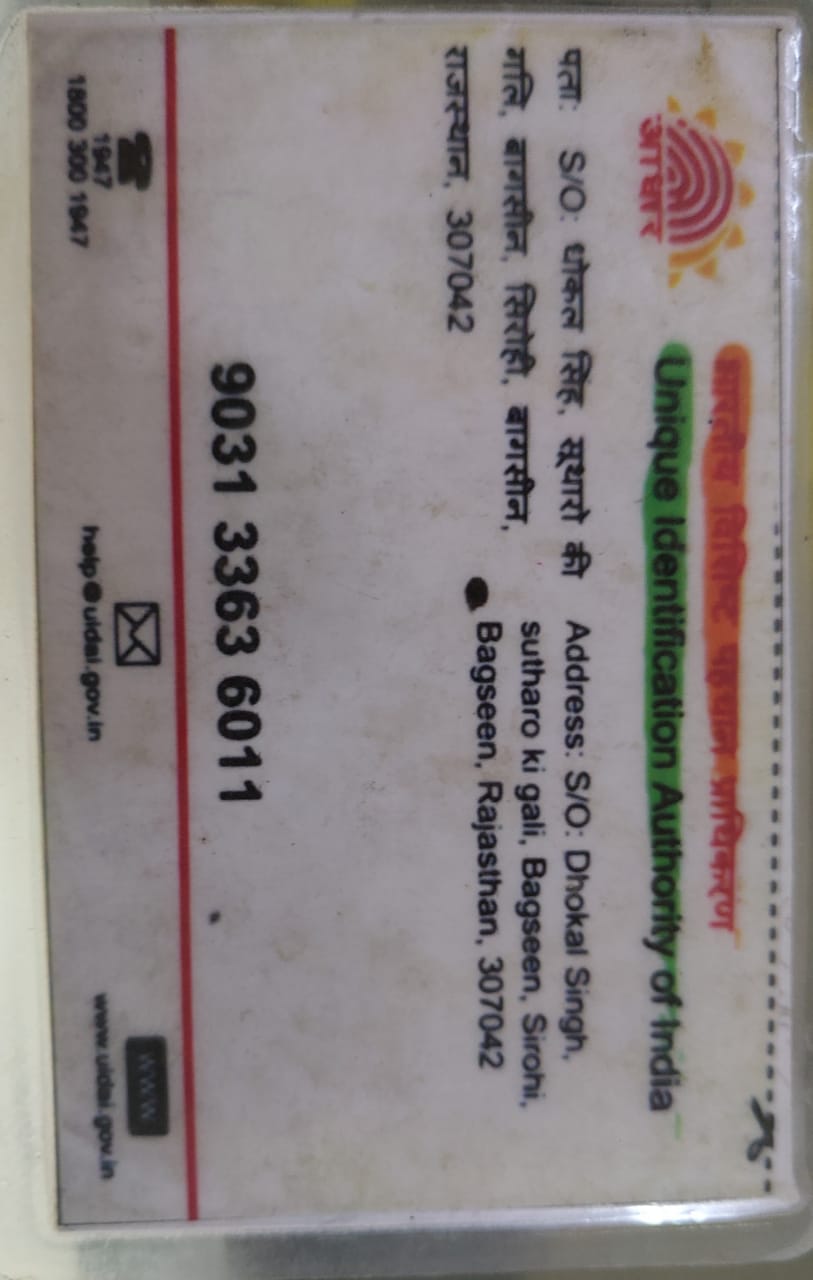 भारतीय विशिष्ट पहचान प्राधिकरण
Unique Identification Authority of India
आधार
पता: S/O: धोकल सिंह, सूथारो की
गलि, बागसीन, सिरोही, बागसीन,
राजस्थान, 307042
Address: S/O: Dhokal Singh,
sutharo ki gali, Bagseen, Sirohi,
Bagseen, Rajasthan, 307042
9031 3363 6011
1947
1800 300 1947
help@uidai.gov.in
www
www.uidai.gov.in